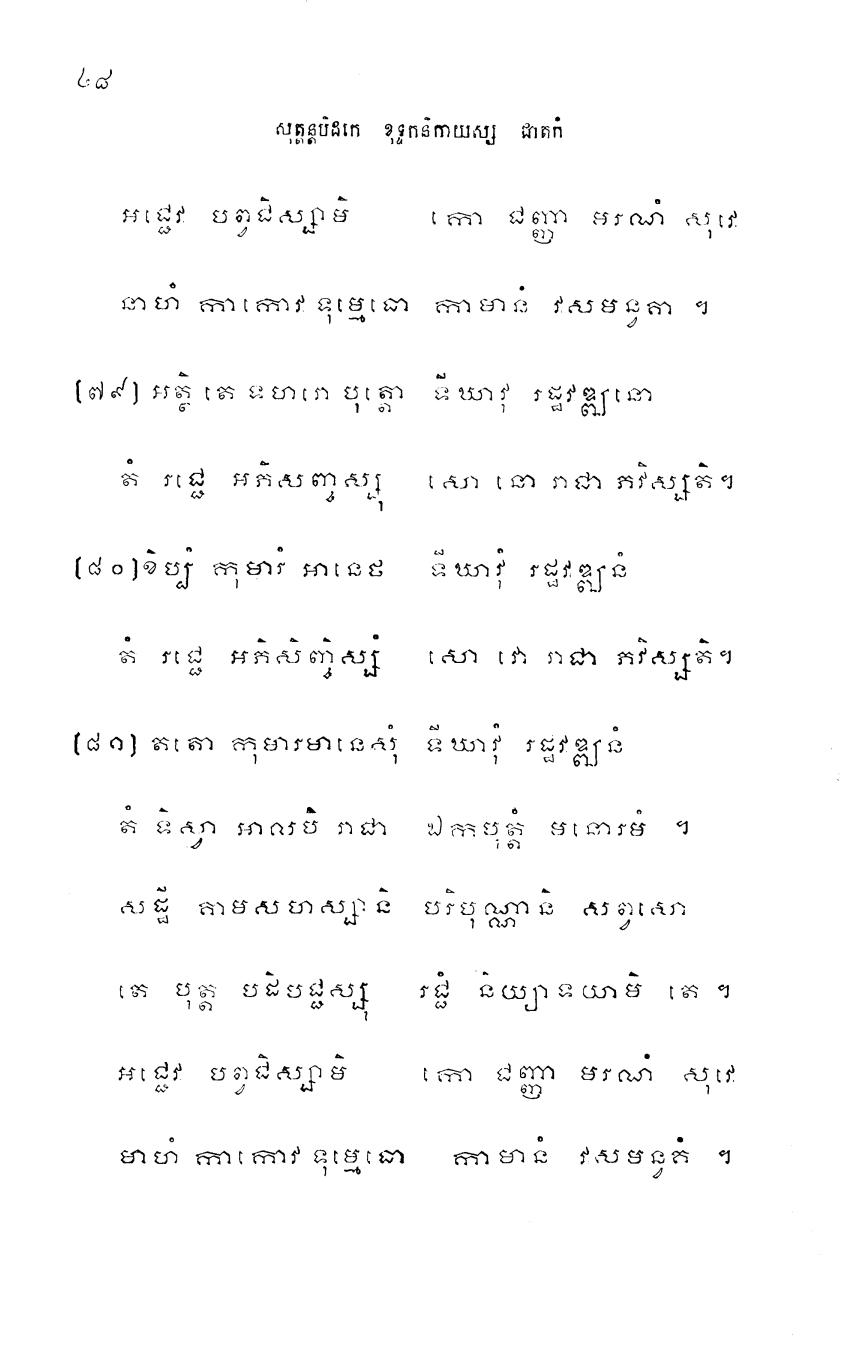 ៤៨
សុត្តន្តបិដកេ ខុទ្ទកនិកាយស្ស ជាតកំ
អជ្ជេវ បព្វជិស្សាមិ កោ ជញ្ញា មរណំ សុវេ
នាហំ កាកោវ ទុម្មេធោ កាមានំ វសមន្វគា ។
(៧៩) អត្ថិ តេ ទហរោ បុត្តោ ទីឃាវុ រដ្ឋវឌ្ឍនោ
តំ រជ្ជេ អភិសញ្ចស្សុ សោ នោ រាជា ភវិស្សតិ។
(៨០)ខិប្បំ កុមារំ អានេថ ទីឃាវុំ រដ្ឋវឌ្ឍនំ
តំ រជ្ជេ អភិសិញ្ចិស្សំ សោ វោ រាជា ភវិស្សតិ។
(៨១) តតោ កុមារមានេសុំ ទីឃាវុំ រដ្ឋវឌ្ឍនំ
តំ ទិស្វា អាលបិ រាជា ឯកបុត្តំ មនោរមំ ។
សដ្ឋី គាមសហស្សានិ បរិបុណ្ណានិ សព្វសោ
តេ បុត្ត បដិបជ្ជស្សុ រជ្ជំ និយ្យាទយាមិ តេ ។
អជ្ជេវ បព្វជិស្សាមិ កោ ជញ្ញា មរណំ សុវេ
មាហំ កាកោវ ទុម្មេធោ កាមានំ វសមន្វគំ ។